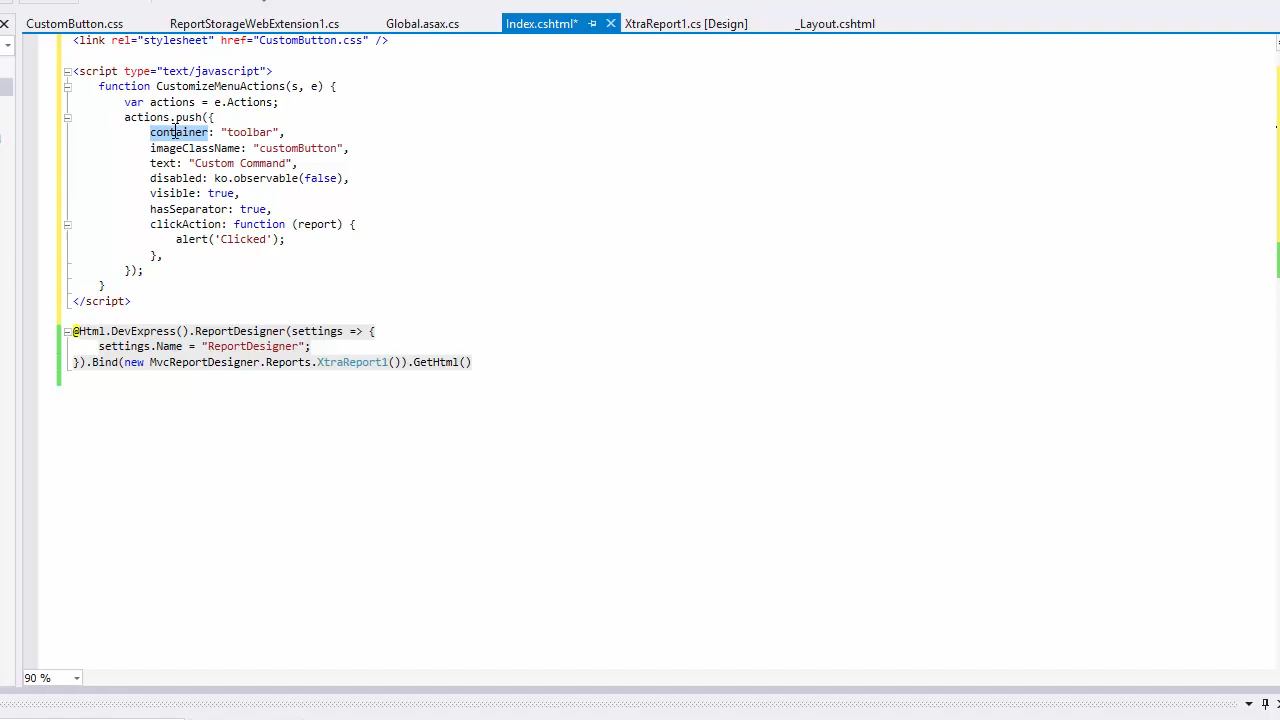 CustomButton.css ReportStorageWebExtension1.cs Global.asax.cs Index.cshtml* XtraReport1.cs [Design] _Layout.cshtml
<link rel="stylesheet" href="CustomButton.css" />
<script type="text/javascript">
function CustomizeMenuActions(s, e) {
var actions = e.Actions;
actions.push({
container: "toolbar",
imageClassName: "customButton",
text: "Custom Command",
disabled: ko.observable(false),
visible: true,
hasSeparator: true,
clickAction: function (report) {
alert('Clicked');
},
});
}
</script>
@Html.DevExpress().ReportDesigner(settings => {
settings.Name = "ReportDesigner";
}).Bind(new MvcReportDesigner.Reports.XtraReport1()).GetHtml()
90 %